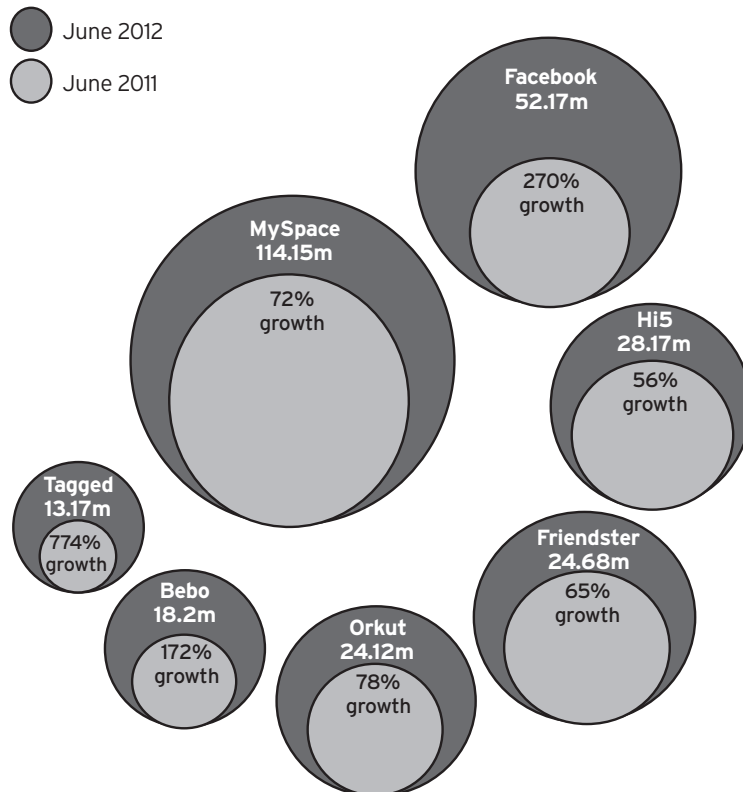 June 2012
June 2011
Facebook
52.17m
270%
growth
MySpace
114.15m
72%
growth
Hi5
28.17m
56%
growth
Tagged
13.17m
774%
growth
Friendster
24.68m
65%
growth
Bebo
18.2m
172%
growth
Orkut
24.12m
78%
growth